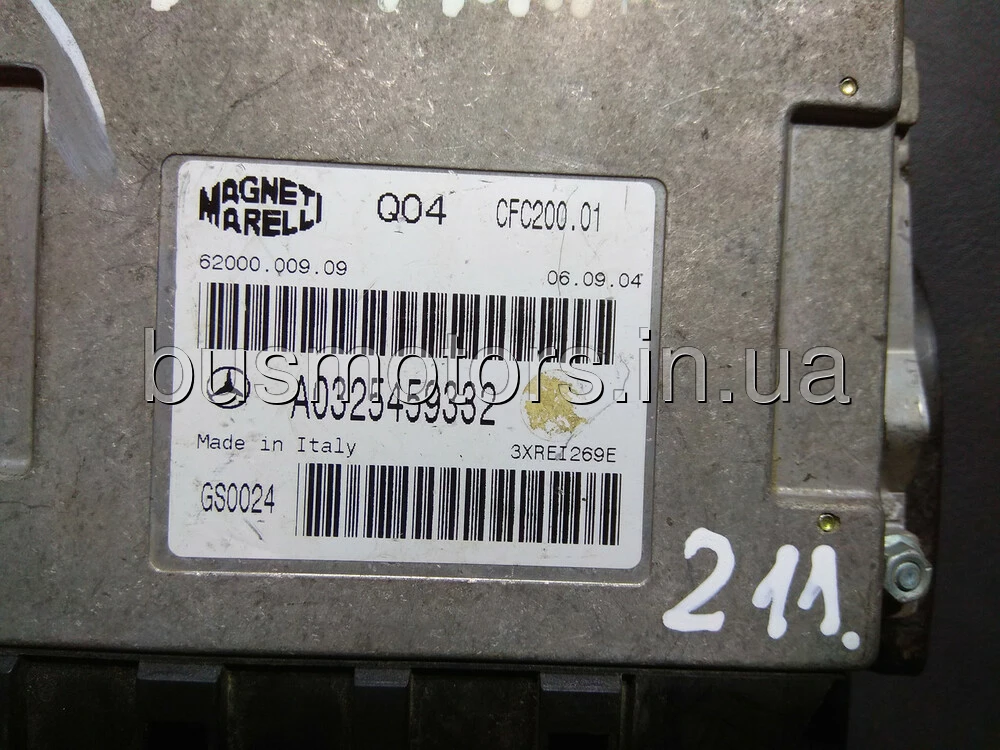 MAGNETI MARELLI Q04 CFC200.01
62000.009.09 06.09.04
busmotors.in.ua
A0325459332
Made in Italy 3XREI269E
GS0024
211.